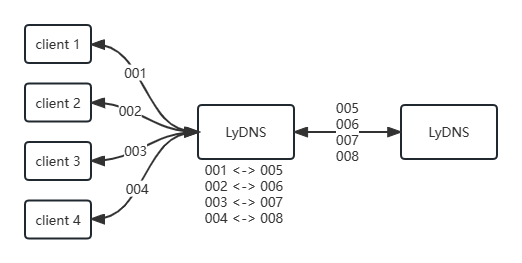 client 1
client 2
client 3
client 4
001
002
003
004
LyDNS
001 <-> 005
002 <-> 006
003 <-> 007
004 <-> 008
005
006
007
008
LyDNS